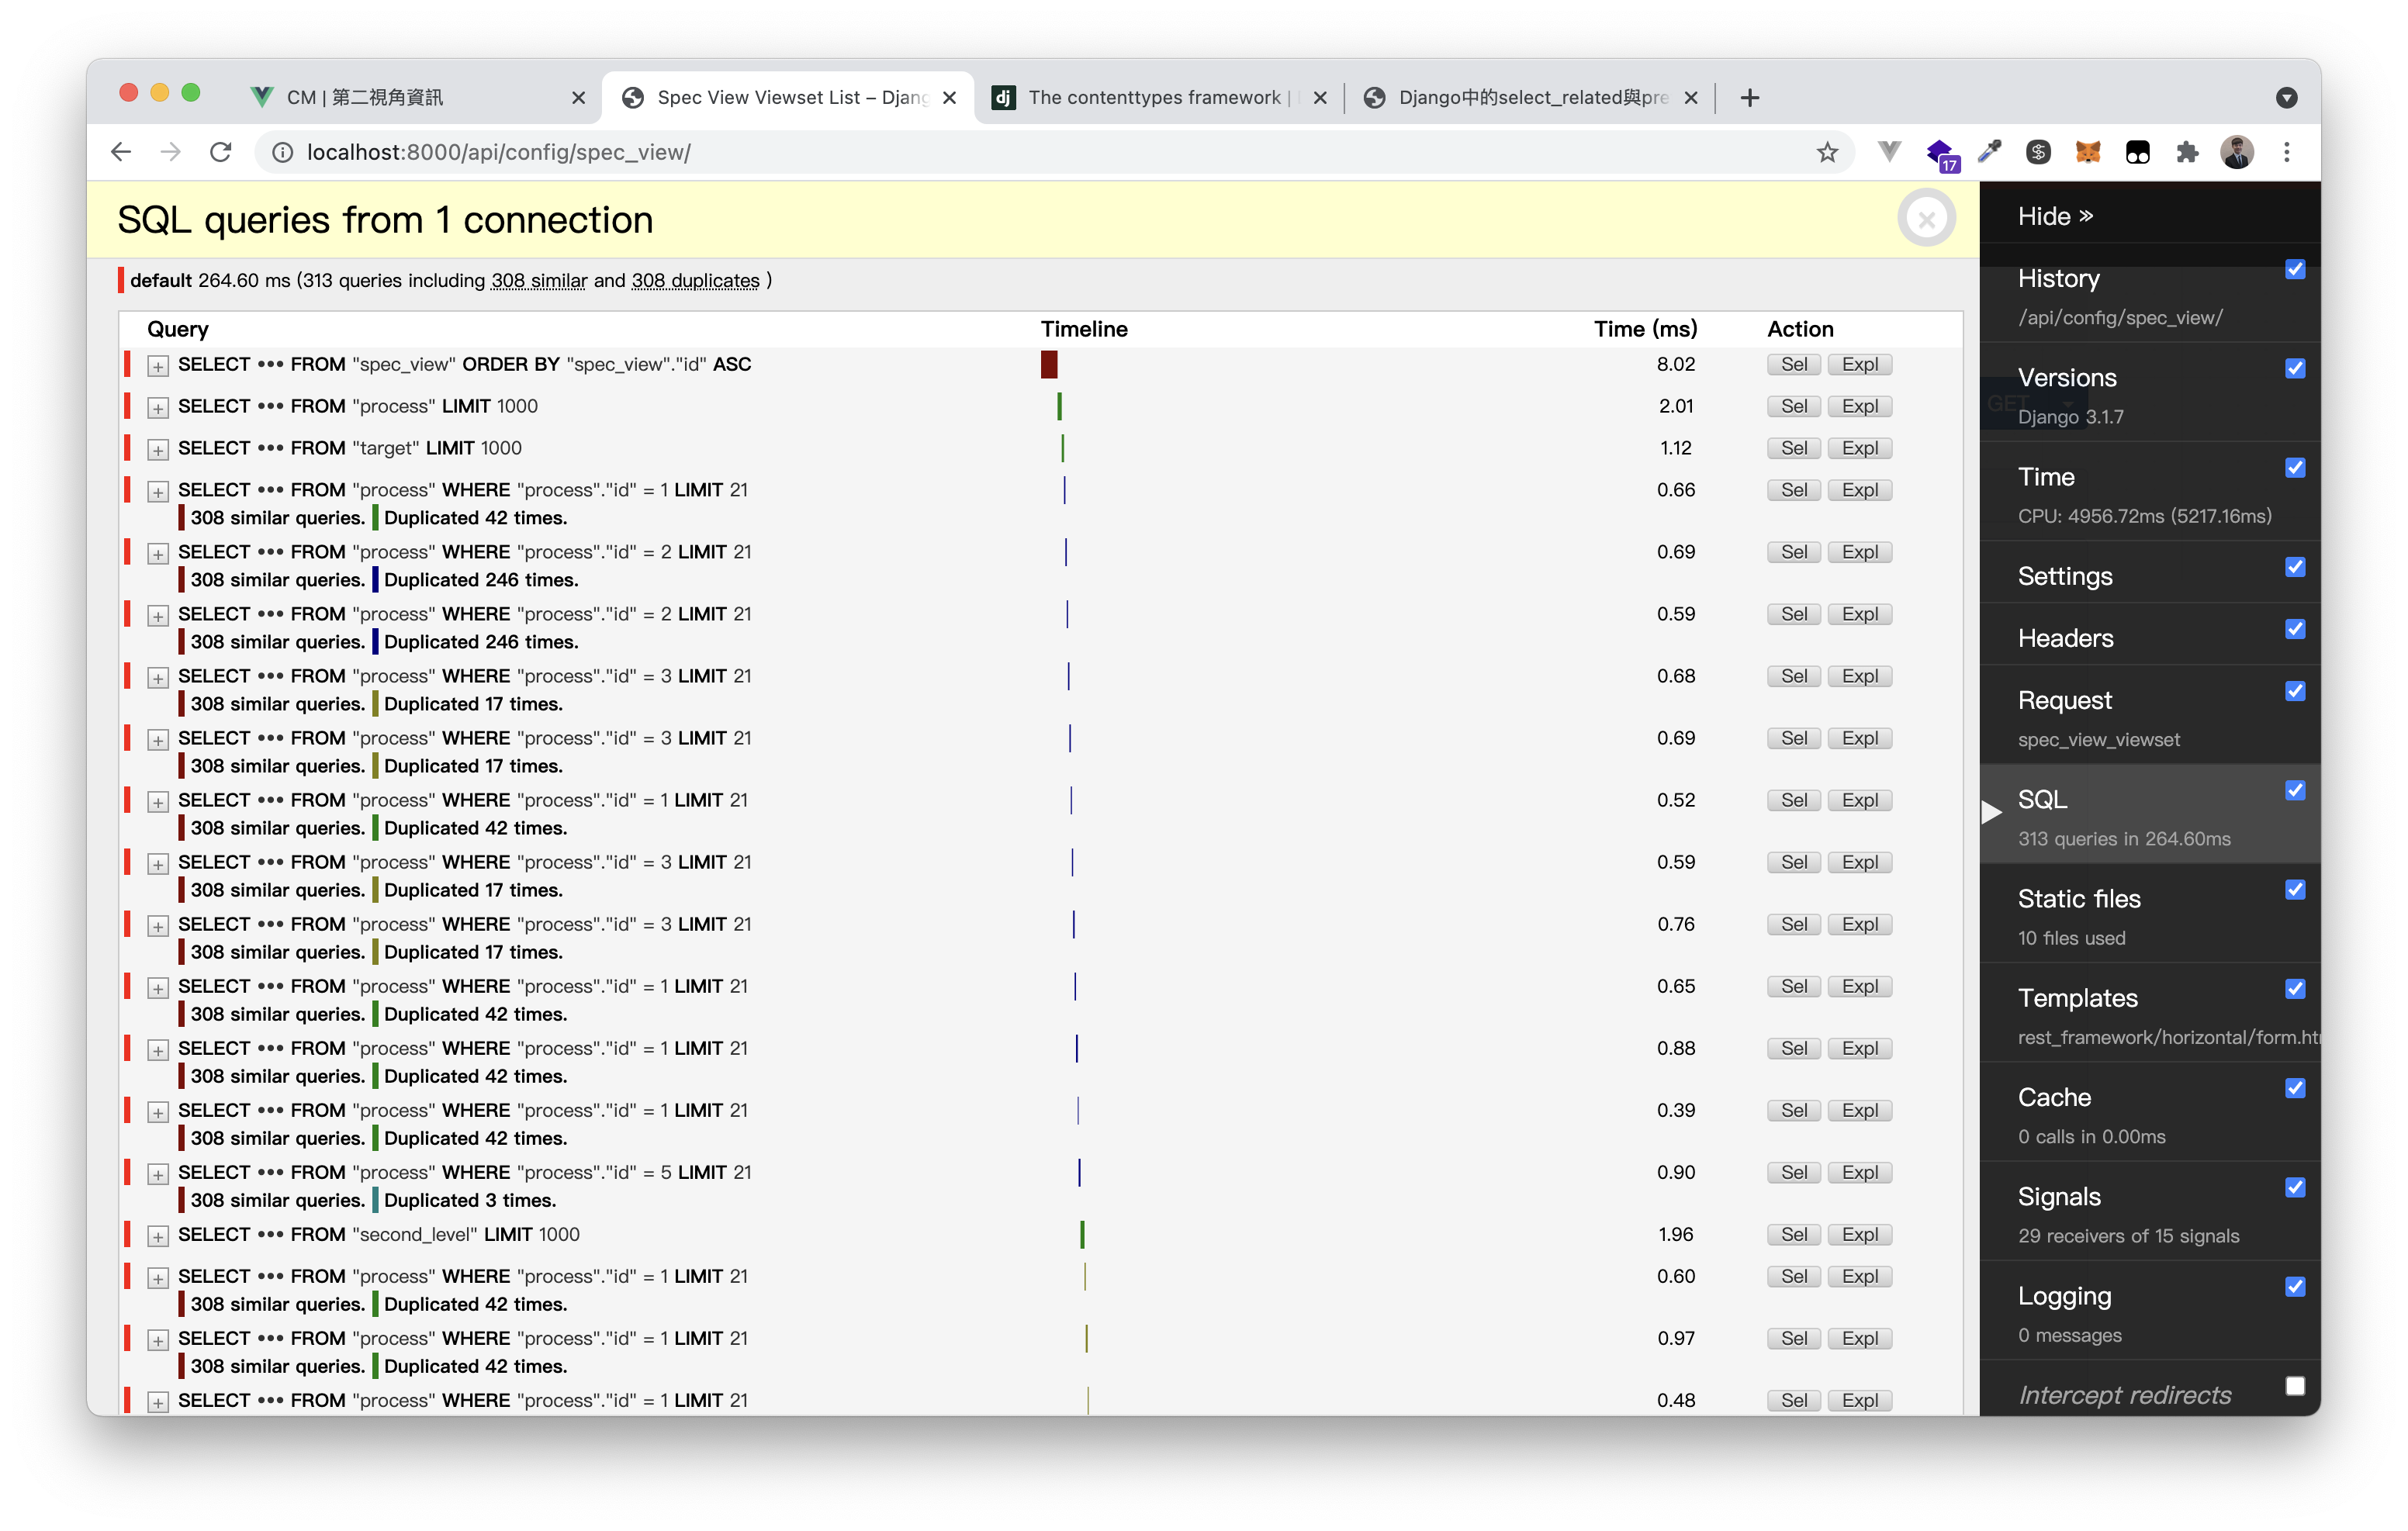 CM | 第二視角資訊
Spec View Viewset List – Djang
The contenttypes framework |
Django中的select_related與pre
localhost:8000/api/config/spec_view/
17
SQL queries from 1 connection
default 264.60 ms (313 queries including 308 similar and 308 duplicates )
Query Timeline Time (ms) Action
SELECT ••• FROM "spec_view" ORDER BY "spec_view"."id" ASC 8.02 Sel Expl
SELECT ••• FROM "process" LIMIT 1000 2.01 Sel Expl
SELECT ••• FROM "target" LIMIT 1000 1.12 Sel Expl
SELECT ••• FROM "process" WHERE "process"."id" = 1 LIMIT 21 0.66 Sel Expl
308 similar queries. Duplicated 42 times.
SELECT ••• FROM "process" WHERE "process"."id" = 2 LIMIT 21 0.69 Sel Expl
308 similar queries. Duplicated 246 times.
SELECT ••• FROM "process" WHERE "process"."id" = 2 LIMIT 21 0.59 Sel Expl
308 similar queries. Duplicated 246 times.
SELECT ••• FROM "process" WHERE "process"."id" = 3 LIMIT 21 0.68 Sel Expl
308 similar queries. Duplicated 17 times.
SELECT ••• FROM "process" WHERE "process"."id" = 3 LIMIT 21 0.69 Sel Expl
308 similar queries. Duplicated 17 times.
SELECT ••• FROM "process" WHERE "process"."id" = 1 LIMIT 21 0.52 Sel Expl
308 similar queries. Duplicated 42 times.
SELECT ••• FROM "process" WHERE "process"."id" = 3 LIMIT 21 0.59 Sel Expl
308 similar queries. Duplicated 17 times.
SELECT ••• FROM "process" WHERE "process"."id" = 3 LIMIT 21 0.76 Sel Expl
308 similar queries. Duplicated 17 times.
SELECT ••• FROM "process" WHERE "process"."id" = 1 LIMIT 21 0.65 Sel Expl
308 similar queries. Duplicated 42 times.
SELECT ••• FROM "process" WHERE "process"."id" = 1 LIMIT 21 0.88 Sel Expl
308 similar queries. Duplicated 42 times.
SELECT ••• FROM "process" WHERE "process"."id" = 1 LIMIT 21 0.39 Sel Expl
308 similar queries. Duplicated 42 times.
SELECT ••• FROM "process" WHERE "process"."id" = 5 LIMIT 21 0.90 Sel Expl
308 similar queries. Duplicated 3 times.
SELECT ••• FROM "second_level" LIMIT 1000 1.96 Sel Expl
SELECT ••• FROM "process" WHERE "process"."id" = 1 LIMIT 21 0.60 Sel Expl
308 similar queries. Duplicated 42 times.
SELECT ••• FROM "process" WHERE "process"."id" = 1 LIMIT 21 0.97 Sel Expl
308 similar queries. Duplicated 42 times.
SELECT ••• FROM "process" WHERE "process"."id" = 1 LIMIT 21 0.48 Sel Expl
Hide »
History
/api/config/spec_view/
Versions
GET
Django 3.1.7
Time
CPU: 4956.72ms (5217.16ms)
Settings
Headers
Request
spec_view_viewset
SQL
313 queries in 264.60ms
Static files
10 files used
Templates
rest_framework/horizontal/form.htm
Cache
0 calls in 0.00ms
Signals
29 receivers of 15 signals
Logging
0 messages
Intercept redirects